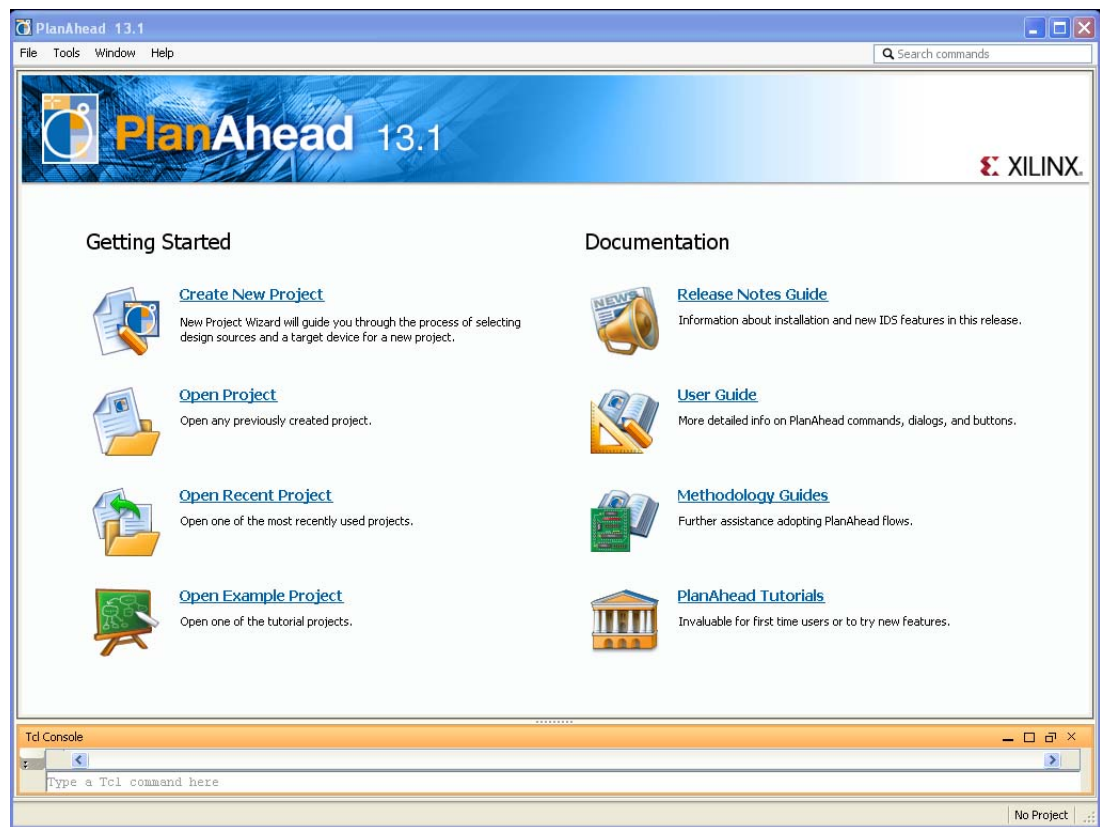 PlanAhead 13.1
File Tools Window Help
Search commands
PlanAhead 13.1
XILINX.
Getting Started
Create New Project
New Project Wizard will guide you through the process of selecting
design sources and a target device for a new project.
Open Project
Open any previously created project.
Open Recent Project
Open one of the most recently used projects.
Open Example Project
Open one of the tutorial projects.
Documentation
NEWS
Release Notes Guide
Information about installation and new IDS features in this release.
User Guide
More detailed info on PlanAhead commands, dialogs, and buttons.
Methodology Guides
Further assistance adopting PlanAhead flows.
PlanAhead Tutorials
Invaluable for first time users or to try new features.
Tcl Console
Type a Tcl command here
No Project